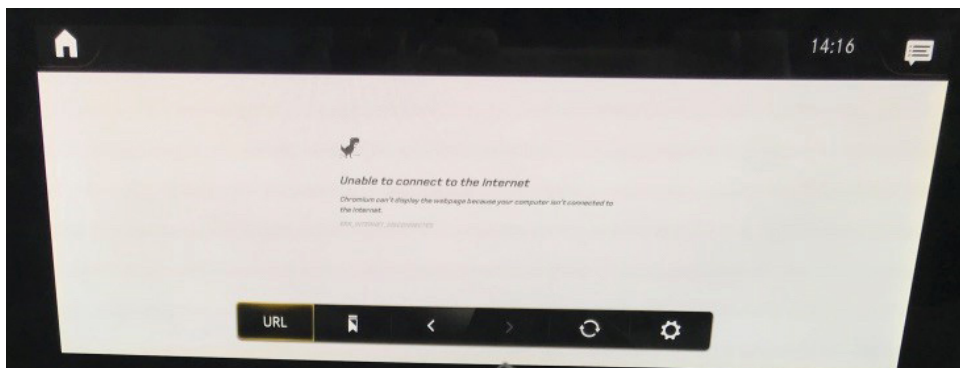 14:16
Unable to connect to the Internet
Chromium can't display the webpage because your computer isn't connected to
the Internet.
ERR_INTERNET_DISCONNECTED
URL